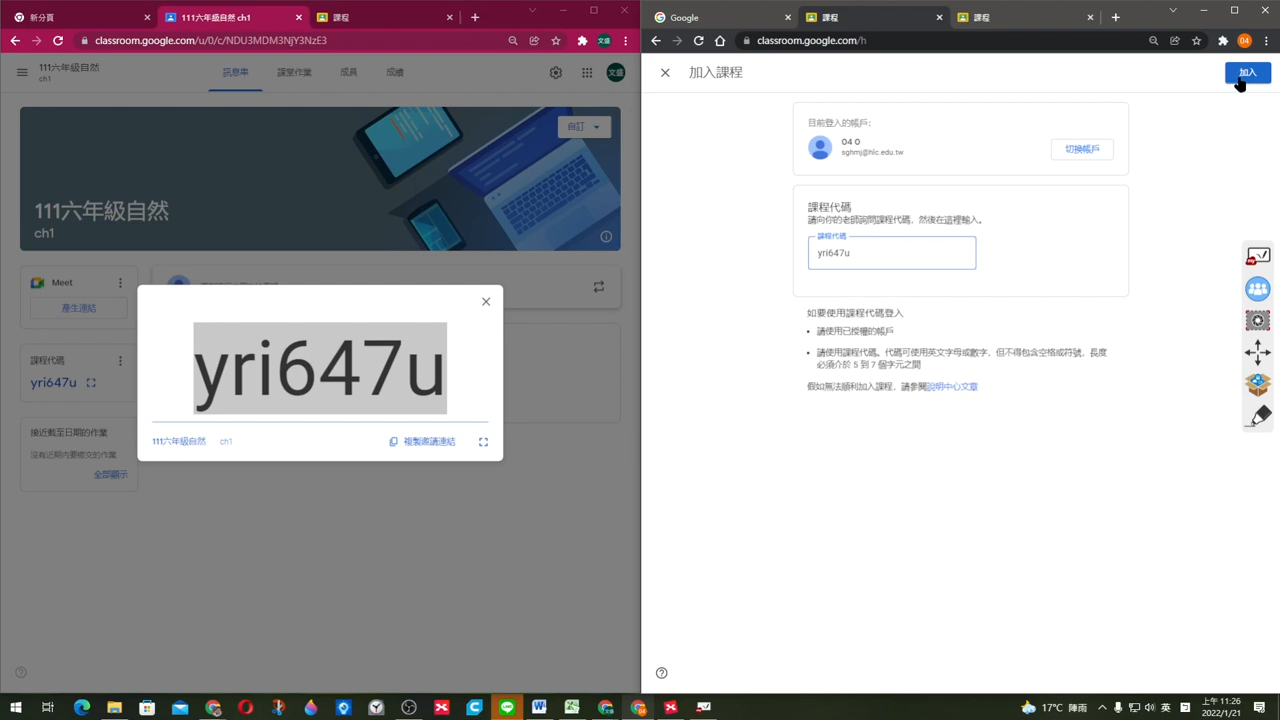 新分頁
111六年級自然 ch1
課程
classroom.google.com/u/0/c/NDU3MDM3NjY3NzE3
文盛
111六年級自然
ch1
訊息串
課堂作業
成員
成績
文盛
自訂
111六年級自然
ch1
Meet
產生連結
課程代碼
yri647u
接近截至日期的作業
沒有近期內要繳交的作業
全部顯示
yri647u
111六年級自然
ch1
複製邀請連結
Google
課程
課程
classroom.google.com/h
04
加入課程
加入
目前登入的帳戶：
04 0
sghmj@hlc.edu.tw
切換帳戶
課程代碼
請向你的老師詢問課程代碼，然後在這裡輸入。
課程代碼
yri647u
如要使用課程代碼登入
• 請使用已授權的帳戶
• 請使用課程代碼。代碼可使用英文字母或數字，但不得包含空格或符號，長度
必須介於 5 到 7 個字元之間
假如無法順利加入課程，請參閱說明中心文章
17°C 陣雨
英
上午 11:26
2022/1/21